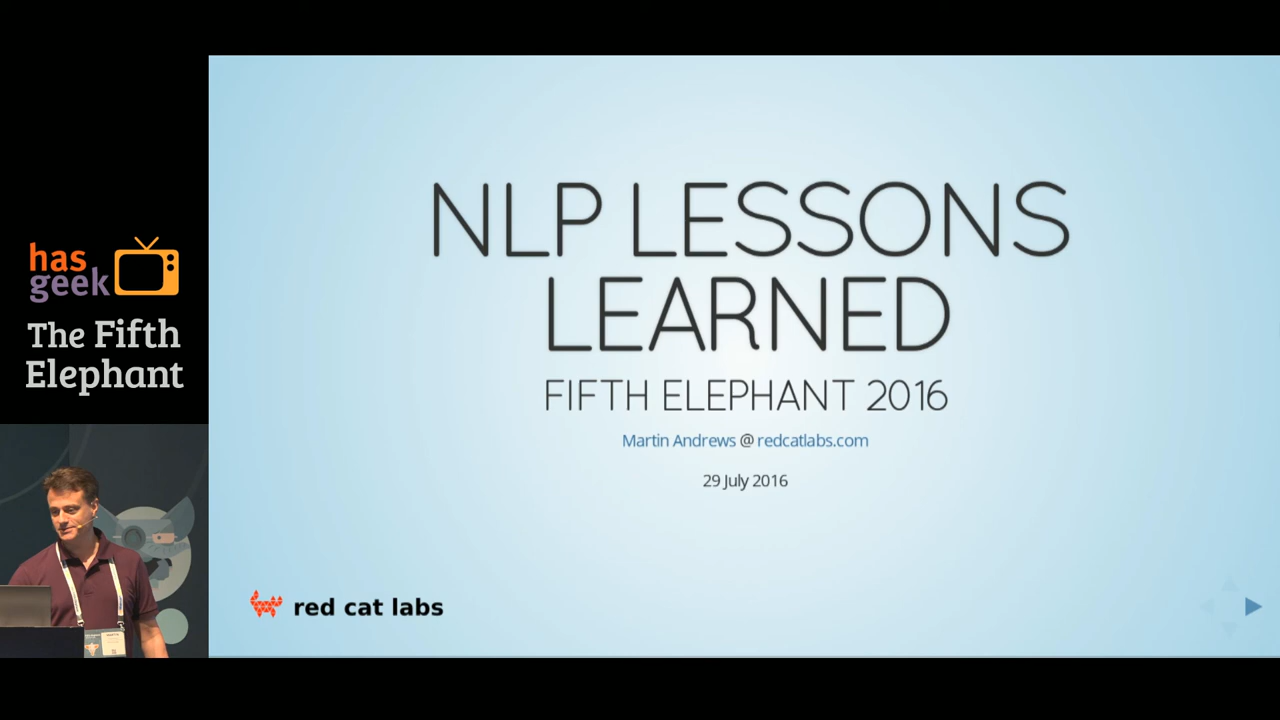 has
geek
The Fifth
Elephant
NLP LESSONS
LEARNED
FIFTH ELEPHANT 2016
Martin Andrews @ redcatlabs.com
29 July 2016
red cat labs